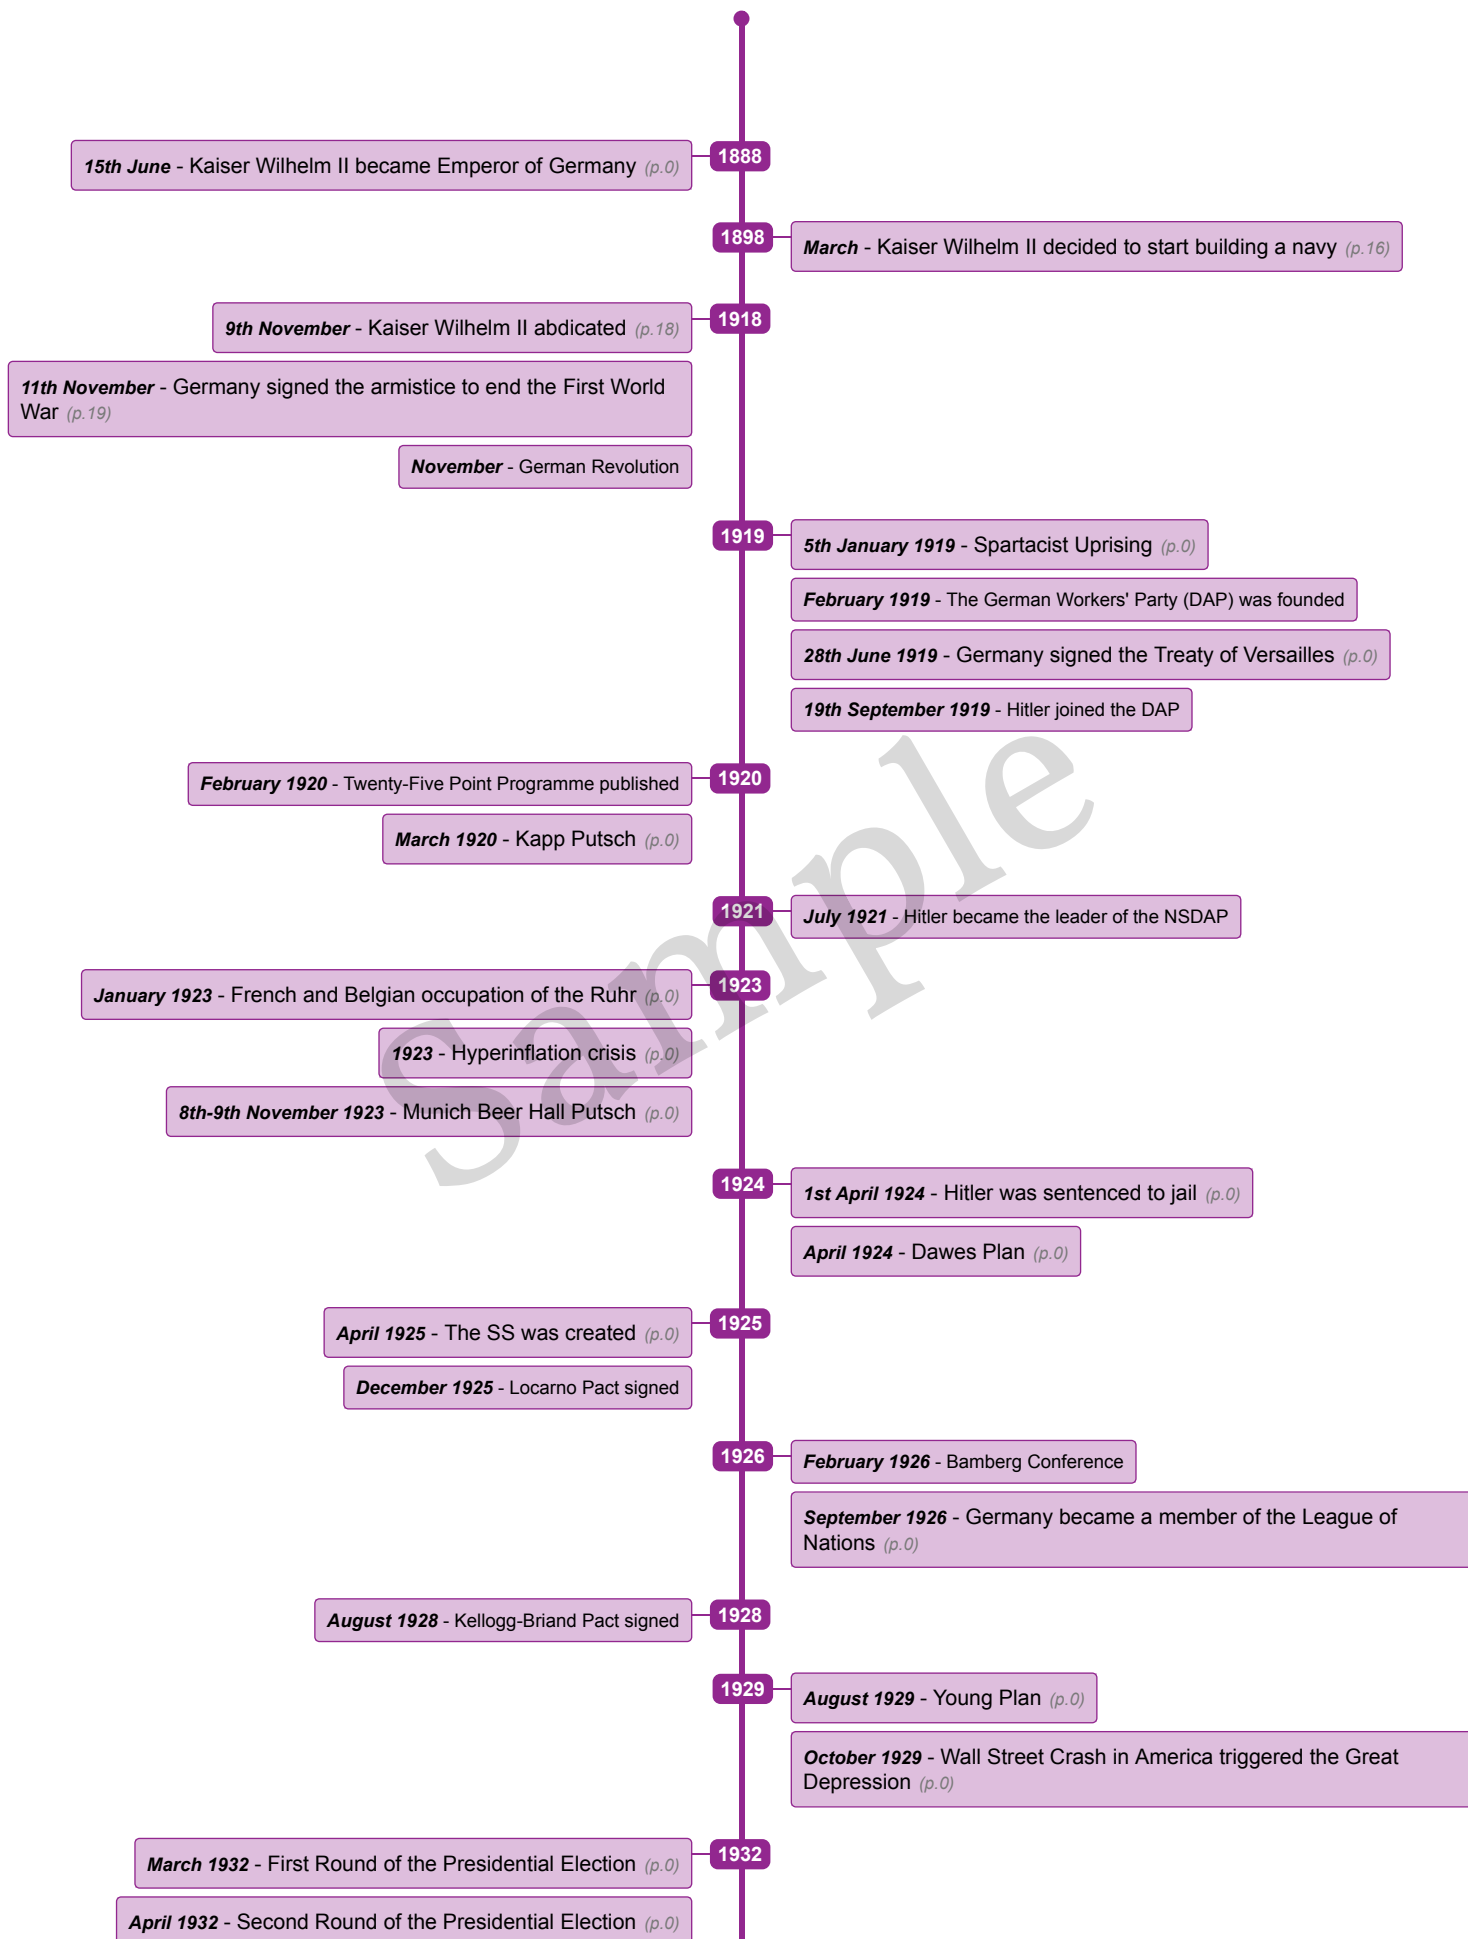 1888
15th June - Kaiser Wilhelm II became Emperor of Germany (p.0)
1898
March - Kaiser Wilhelm II decided to start building a navy (p.16)
1918
9th November - Kaiser Wilhelm II abdicated (p.18)
11th November - Germany signed the armistice to end the First World
War (p.19)
November - German Revolution
1919
5th January 1919 - Spartacist Uprising (p.0)
February 1919 - The German Workers' Party (DAP) was founded
28th June 1919 - Germany signed the Treaty of Versailles (p.0)
19th September 1919 - Hitler joined the DAP
1920
February 1920 - Twenty-Five Point Programme published
March 1920 - Kapp Putsch (p.0)
1921
July 1921 - Hitler became the leader of the NSDAP
1923
January 1923 - French and Belgian occupation of the Ruhr (p.0)
1923 - Hyperinflation crisis (p.0)
8th-9th November 1923 - Munich Beer Hall Putsch (p.0)
1924
1st April 1924 - Hitler was sentenced to jail (p.0)
April 1924 - Dawes Plan (p.0)
1925
April 1925 - The SS was created (p.0)
December 1925 - Locarno Pact signed
1926
February 1926 - Bamberg Conference
September 1926 - Germany became a member of the League of
Nations (p.0)
1928
August 1928 - Kellogg-Briand Pact signed
1929
August 1929 - Young Plan (p.0)
October 1929 - Wall Street Crash in America triggered the Great
Depression (p.0)
1932
March 1932 - First Round of the Presidential Election (p.0)
April 1932 - Second Round of the Presidential Election (p.0)
Sample